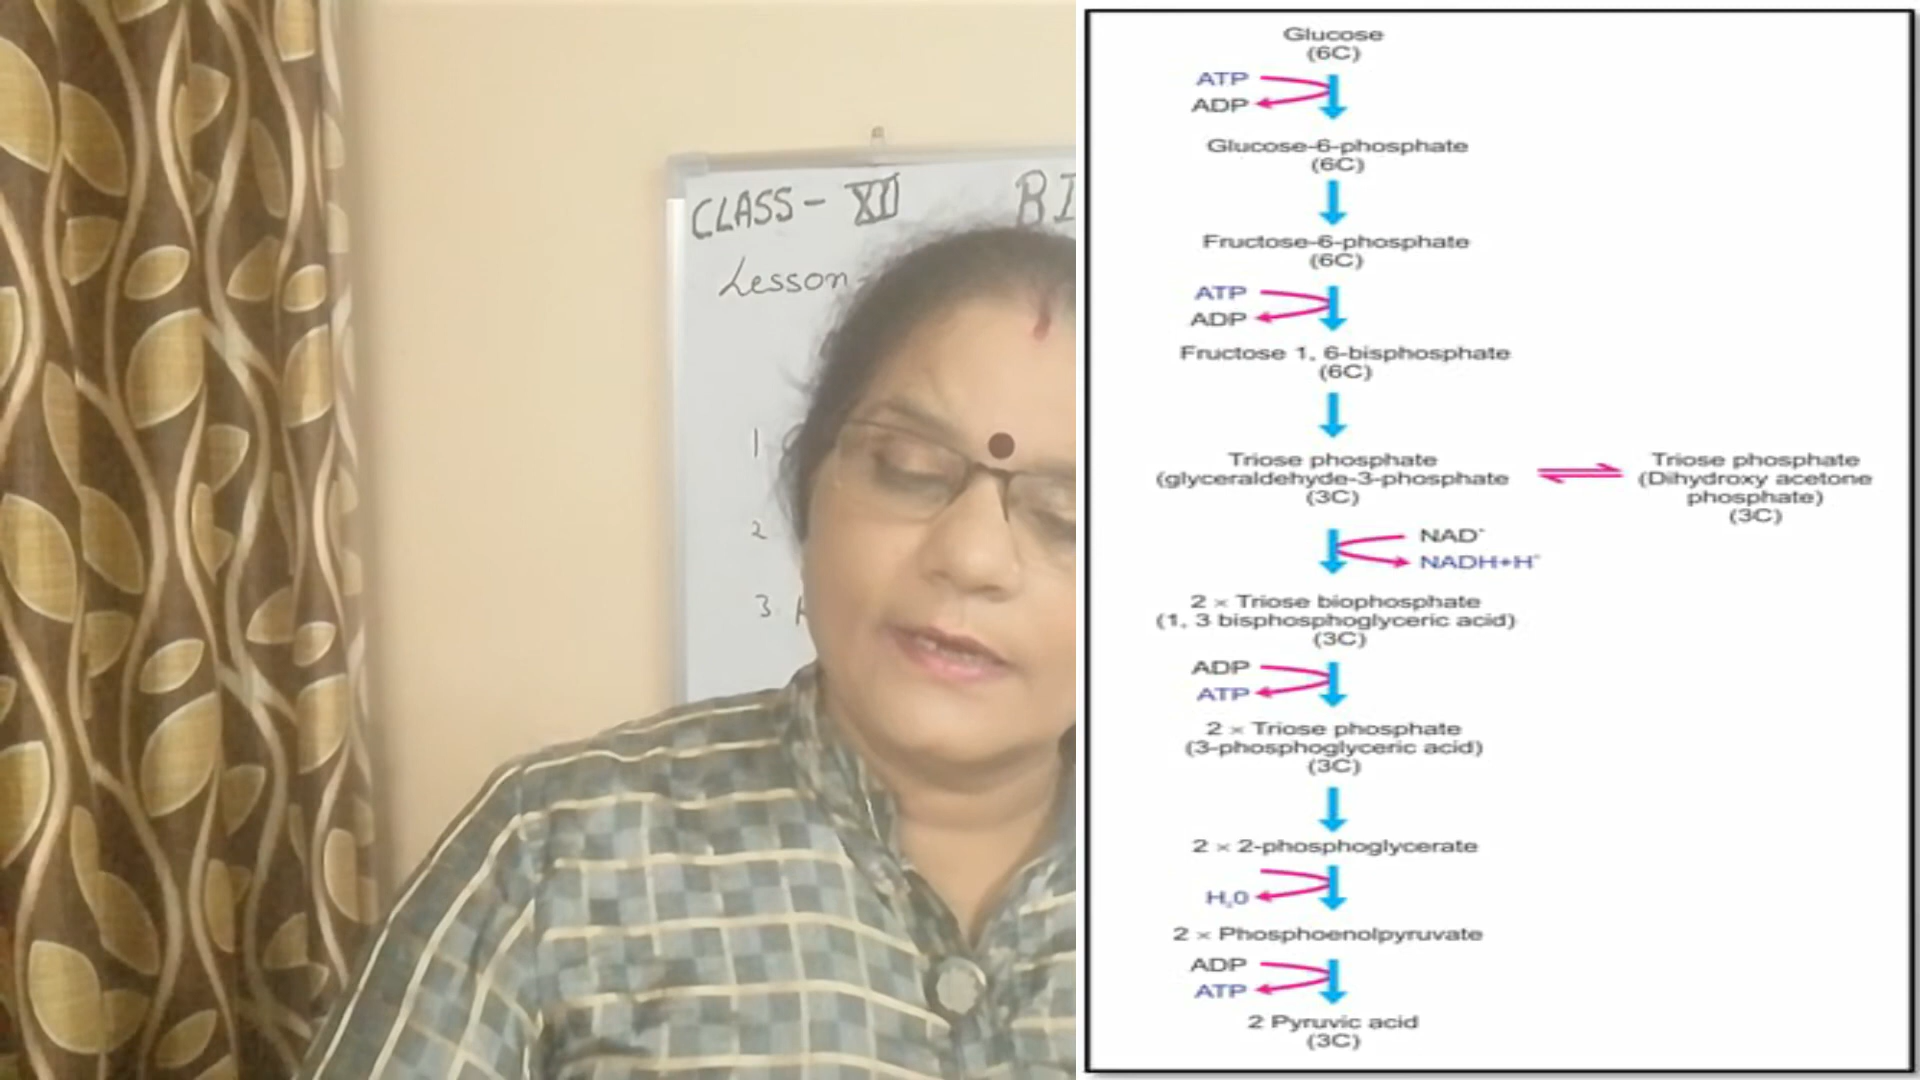 CLASS - XI
Lesson -
1
2
3.
Glucose
(6C)
ATP
ADP
Glucose-6-phosphate
(6C)
Fructose-6-phosphate
(6C)
ATP
ADP
Fructose 1, 6-bisphosphate
(6C)
Triose phosphate
(glyceraldehyde-3-phosphate
(3C)
Triose phosphate
(Dihydroxy acetone
phosphate)
(3C)
NAD⁺
NADH+H⁺
2 × Triose biophosphate
(1, 3 bisphosphoglyceric acid)
(3C)
ADP
ATP
2 × Triose phosphate
(3-phosphoglyceric acid)
(3C)
2 × 2-phosphoglycerate
H₂0
2 × Phosphoenolpyruvate
ADP
ATP
2 Pyruvic acid
(3C)